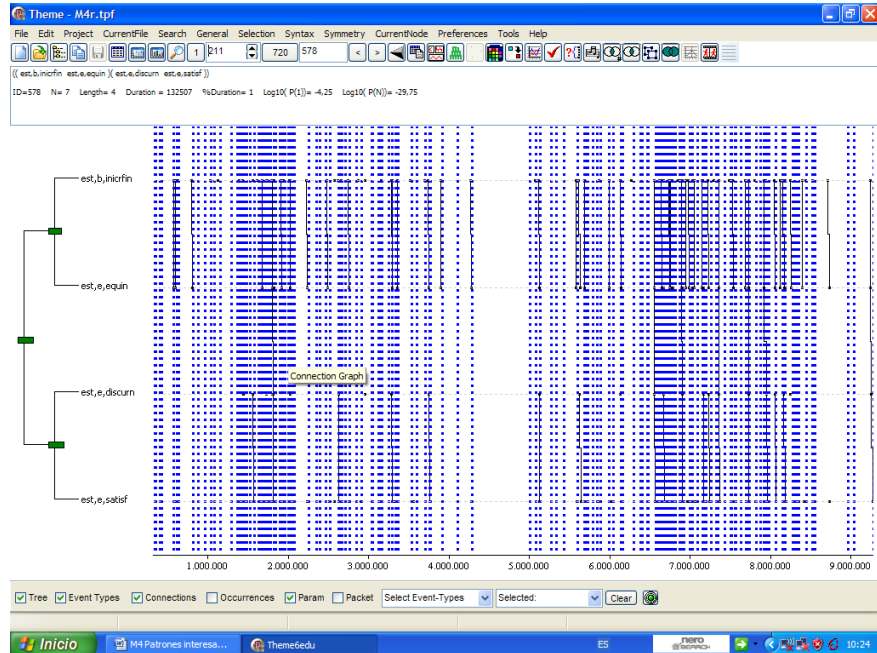 Theme - M4r.tpf
File Edit Project CurrentFile Search General Selection Syntax Symmetry CurrentNode Preferences Tools Help
1 211 720 578 < >
(( est,b,inicrfin est,e,equin )( est,e,discurn est,e,satisf ))
ID=578 N= 7 Length= 4 Duration = 132507 %Duration= 1 Log10( P(1))= -4,25 Log10( P(N))= -29,75
est,b,inicrfin
est,e,equin
Connection Graph
est,e,discurn
est,e,satisf
1.000.000 2.000.000 3.000.000 4.000.000 5.000.000 6.000.000 7.000.000 8.000.000 9.000.000
Tree Event Types Connections Occurrences Param Packet Select Event-Types Selected: Clear
Inicio M4 Patrones interesa... Theme6edu ES nero SEARCH 10:24